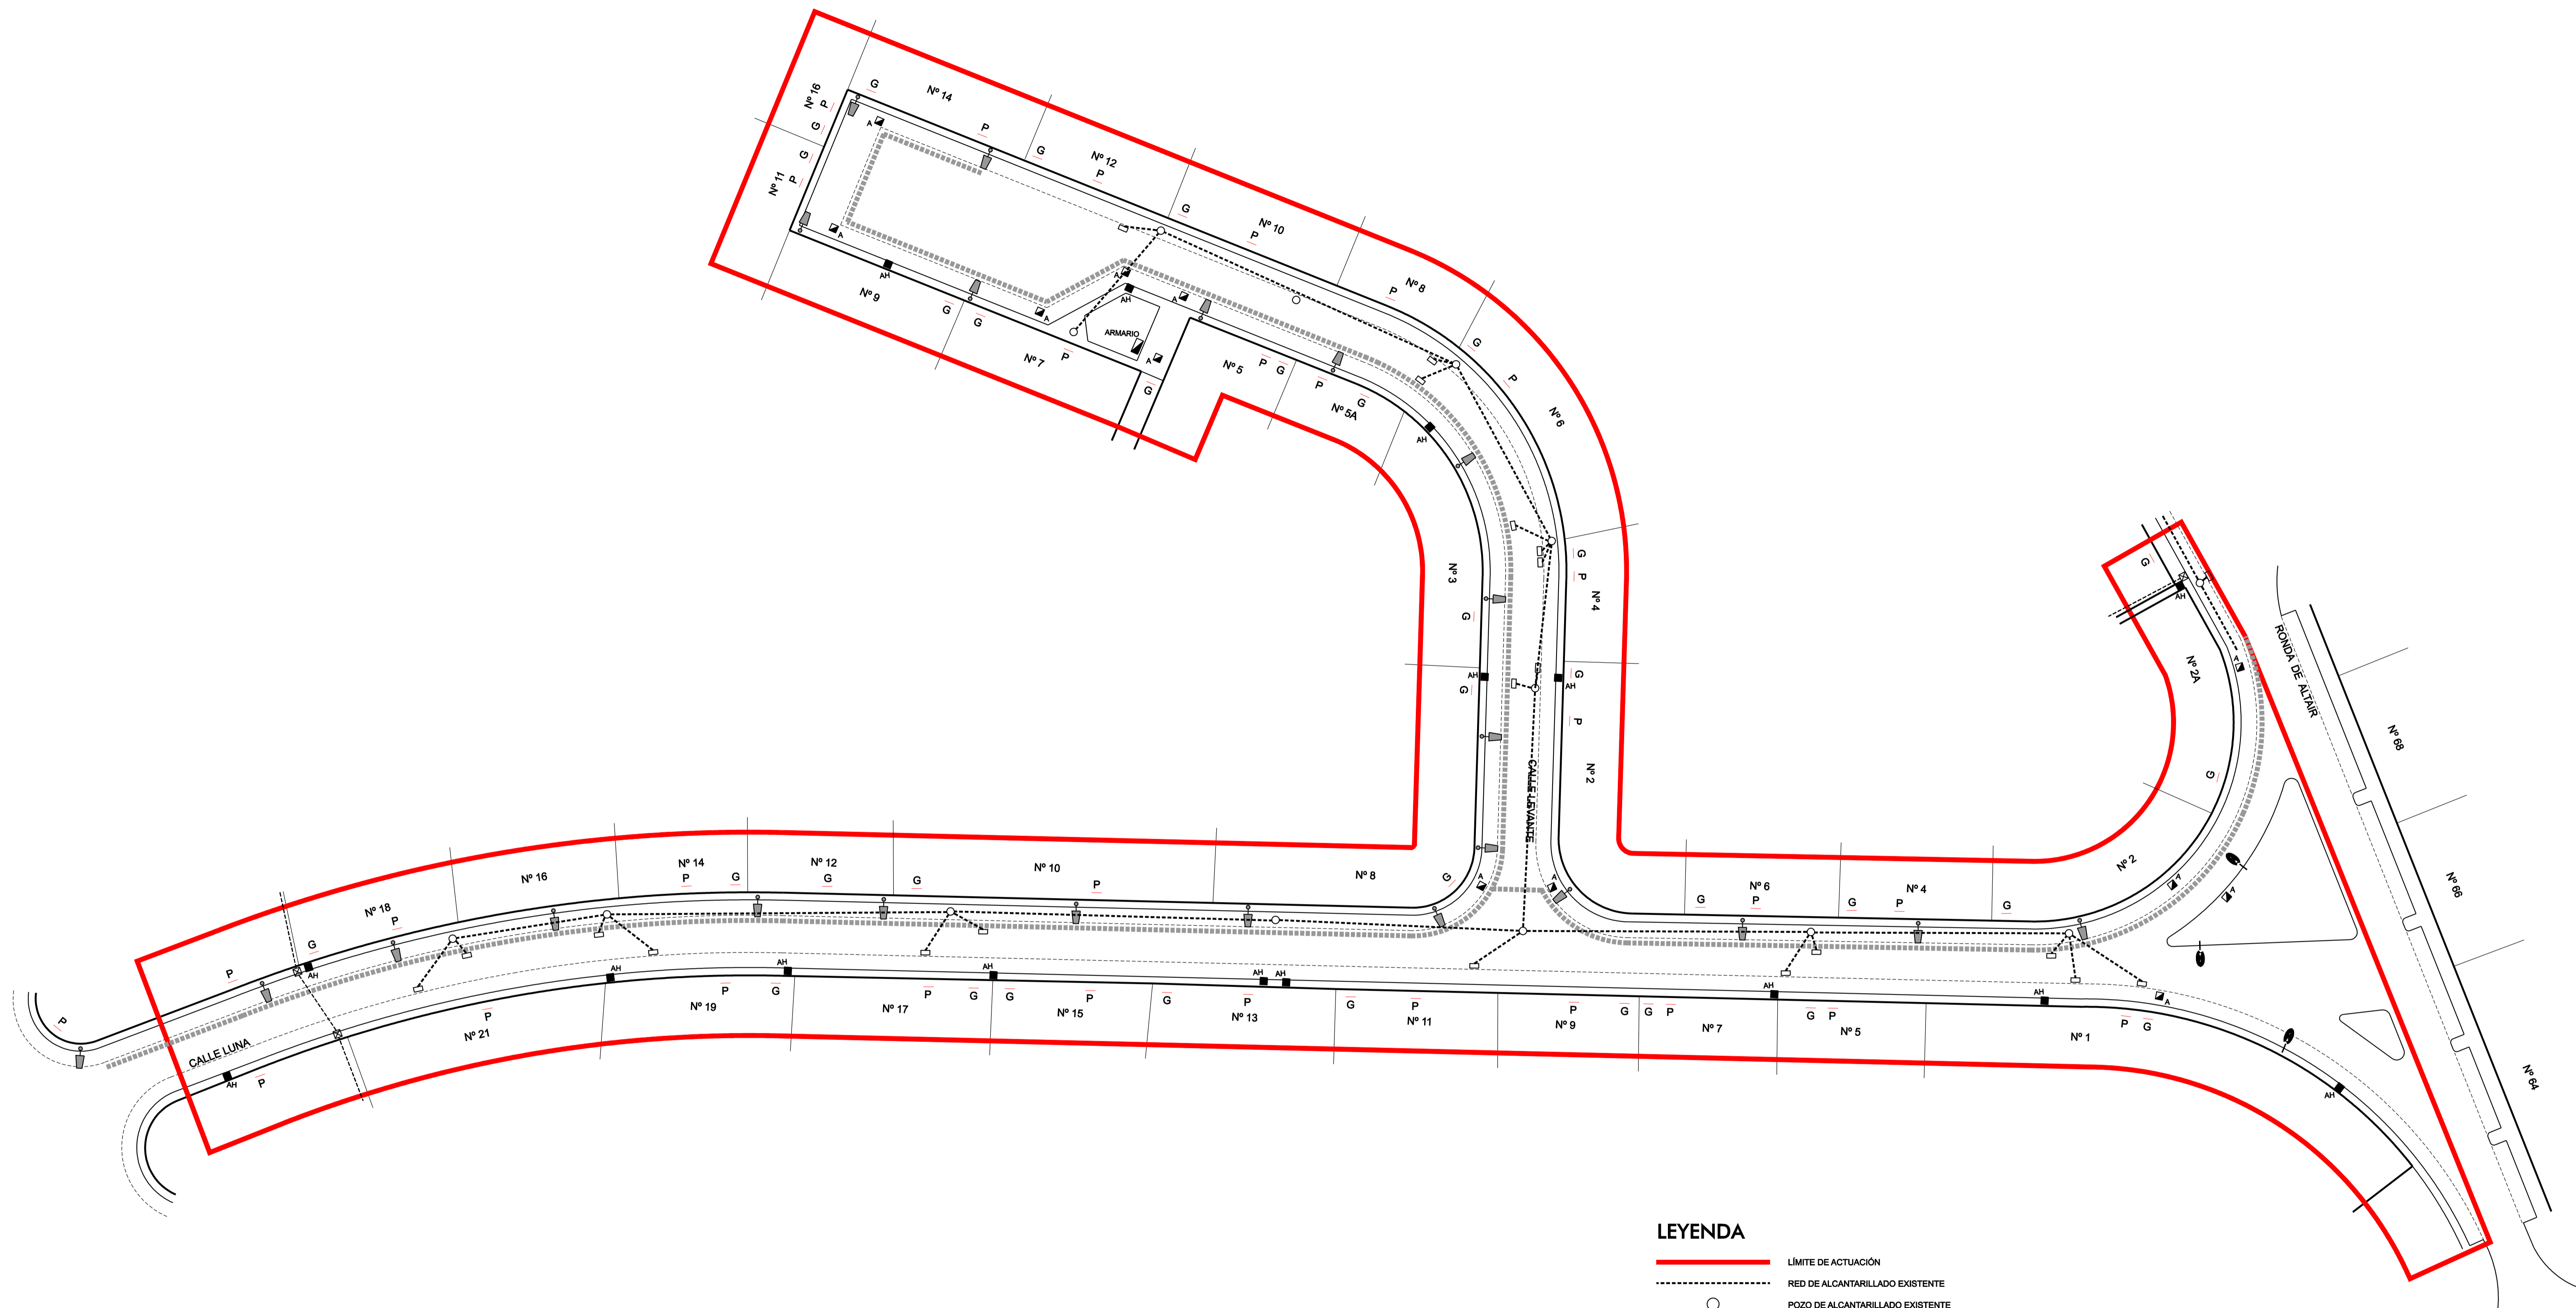 Nº 16
P
G
G
Nº 14
P
G
Nº 12
P
G
Nº 10
P
Nº 8
P
G
P
Nº 6
G
P
Nº 4
G
P
Nº 2
A
G
P
Nº 11
A
AH
Nº 9
G
G
A
Nº 7
P
A
AH
ARMARIO
A
A
G
Nº 5
P
G
P
G
Nº 5A
AH
Nº 3
G
AH
G
AH
CALLE LEVANTE
A
A
G
AH
Nº 2A
A
G
Nº 2
A
A
RONDA DE ALTAIR
Nº 68
Nº 66
Nº 64
P
P
G
AH
Nº 18
P
Nº 16
Nº 14
P
G
Nº 12
G
G
Nº 10
P
Nº 8
G
G
Nº 6
P
G
Nº 4
P
G
CALLE LUNA
AH
P
Nº 21
P
AH
Nº 19
P
G
AH
Nº 17
P
G
AH
G
Nº 15
P
G
Nº 13
P
AH
AH
G
P
Nº 11
Nº 9
P
G
G
P
Nº 7
AH
G
P
Nº 5
AH
Nº 1
P
G
A
AH
LEYENDA
LÍMITE DE ACTUACIÓN
RED DE ALCANTARILLADO EXISTENTE
POZO DE ALCANTARILLADO EXISTENTE